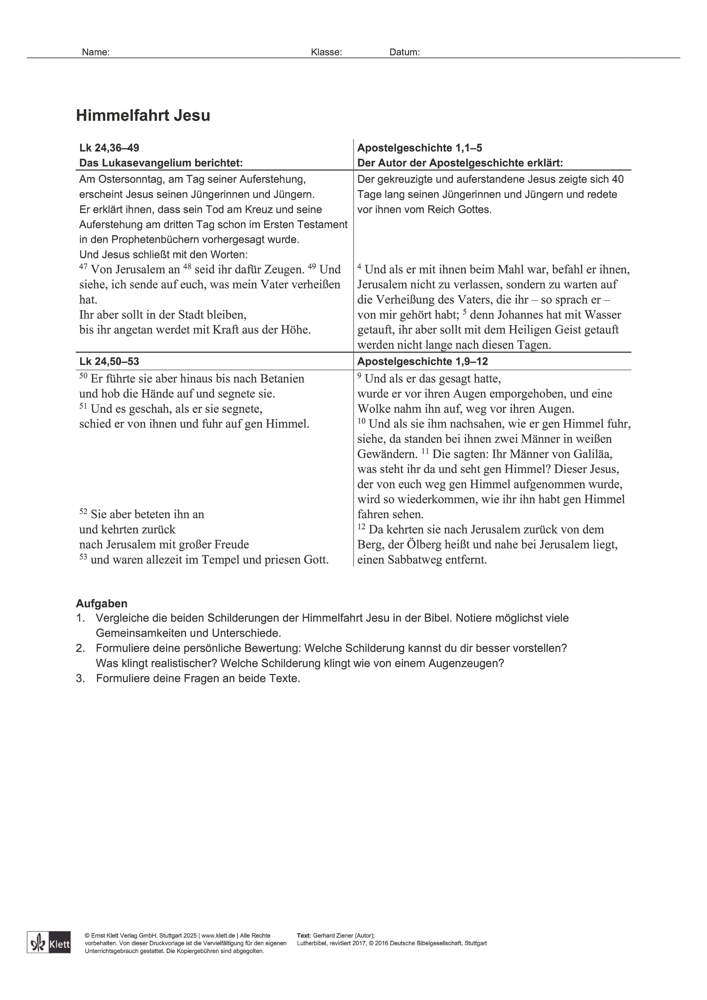 Name: Klasse: Datum:
Himmelfahrt Jesu
Lk 24,36–49
Das Lukasevangelium berichtet:
Am Ostersonntag, am Tag seiner Auferstehung,
erscheint Jesus seinen Jüngerinnen und Jüngern.
Er erklärt ihnen, dass sein Tod am Kreuz und seine
Auferstehung am dritten Tag schon im Ersten Testament
in den Prophetenbüchern vorhergesagt wurde.
Und Jesus schließt mit den Worten:
47 Von Jerusalem an 48 seid ihr dafür Zeugen. 49 Und
siehe, ich sende auf euch, was mein Vater verheißen
hat.
Ihr aber sollt in der Stadt bleiben,
bis ihr angetan werdet mit Kraft aus der Höhe.
Apostelgeschichte 1,1–5
Der Autor der Apostelgeschichte erklärt:
Der gekreuzigte und auferstandene Jesus zeigte sich 40
Tage lang seinen Jüngerinnen und Jüngern und redete
vor ihnen vom Reich Gottes.
4 Und als er mit ihnen beim Mahl war, befahl er ihnen,
Jerusalem nicht zu verlassen, sondern zu warten auf
die Verheißung des Vaters, die ihr – so sprach er –
von mir gehört habt; 5 denn Johannes hat mit Wasser
getauft, ihr aber sollt mit dem Heiligen Geist getauft
werden nicht lange nach diesen Tagen.
Lk 24,50–53
50 Er führte sie aber hinaus bis nach Betanien
und hob die Hände auf und segnete sie.
51 Und es geschah, als er sie segnete,
schied er von ihnen und fuhr auf gen Himmel.
52 Sie aber beteten ihn an
und kehrten zurück
nach Jerusalem mit großer Freude
53 und waren allezeit im Tempel und priesen Gott.
Apostelgeschichte 1,9–12
9 Und als er das gesagt hatte,
wurde er vor ihren Augen emporgehoben, und eine
Wolke nahm ihn auf, weg vor ihren Augen.
10 Und als sie ihm nachsahen, wie er gen Himmel fuhr,
siehe, da standen bei ihnen zwei Männer in weißen
Gewändern. 11 Die sagten: Ihr Männer von Galiläa,
was steht ihr da und seht gen Himmel? Dieser Jesus,
der von euch weg gen Himmel aufgenommen wurde,
wird so wiederkommen, wie ihr ihn habt gen Himmel
fahren sehen.
12 Da kehrten sie nach Jerusalem zurück von dem
Berg, der Ölberg heißt und nahe bei Jerusalem liegt,
einen Sabbatweg entfernt.
Aufgaben
1. Vergleiche die beiden Schilderungen der Himmelfahrt Jesu in der Bibel. Notiere möglichst viele
Gemeinsamkeiten und Unterschiede.
2. Formuliere deine persönliche Bewertung: Welche Schilderung kannst du dir besser vorstellen?
Was klingt realistischer? Welche Schilderung klingt wie von einem Augenzeugen?
3. Formuliere deine Fragen an beide Texte.
Klett
© Ernst Klett Verlag GmbH, Stuttgart 2025 | www.klett.de | Alle Rechte
vorbehalten. Von dieser Druckvorlage ist die Vervielfältigung für den eigenen
Unterrichtsgebrauch gestattet. Die Kopiergebühren sind abgegolten.
Text: Gerhard Ziener (Autor);
Lutherbibel, revidiert 2017, © 2016 Deutsche Bibelgesellschaft, Stuttgart